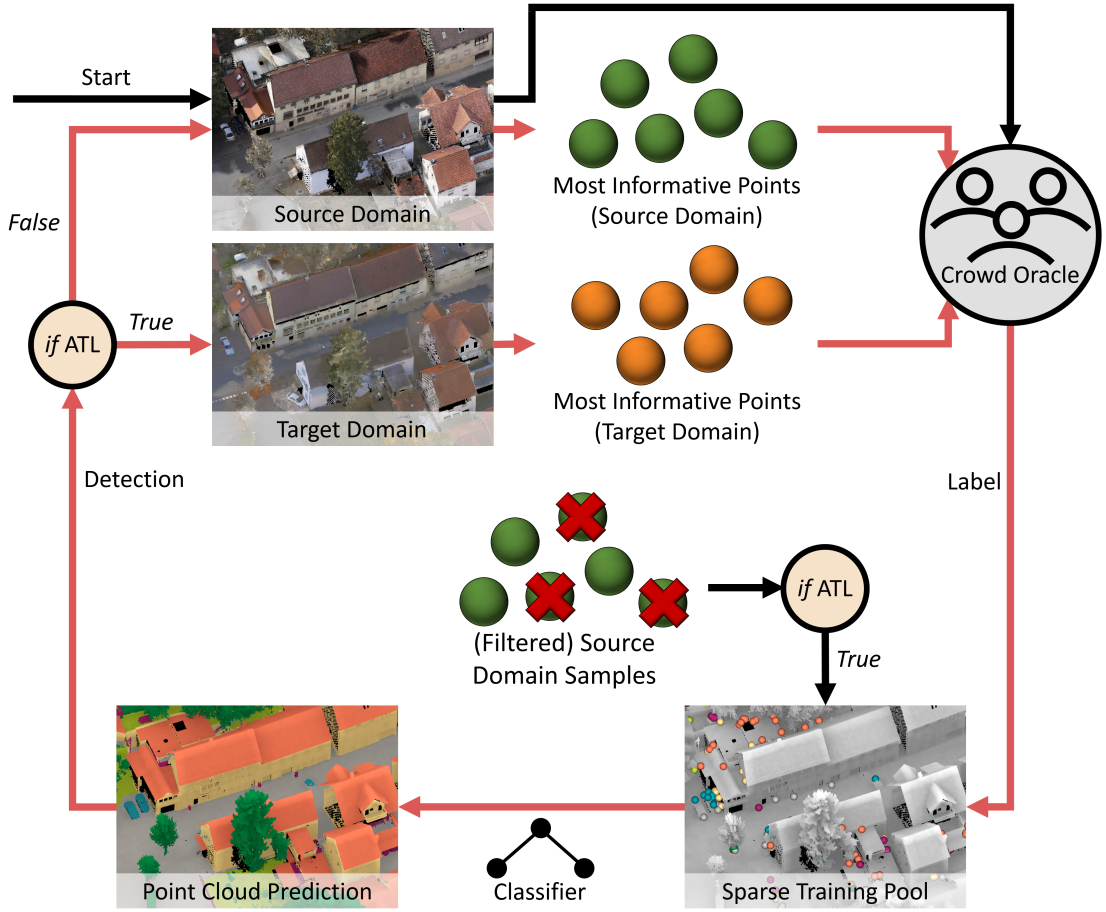 Start
Source Domain
Most Informative Points
(Source Domain)
Crowd Oracle
False
if ATL
True
Target Domain
Most Informative Points
(Target Domain)
Detection
Label
(Filtered) Source
Domain Samples
if ATL
True
Point Cloud Prediction
Classifier
Sparse Training Pool